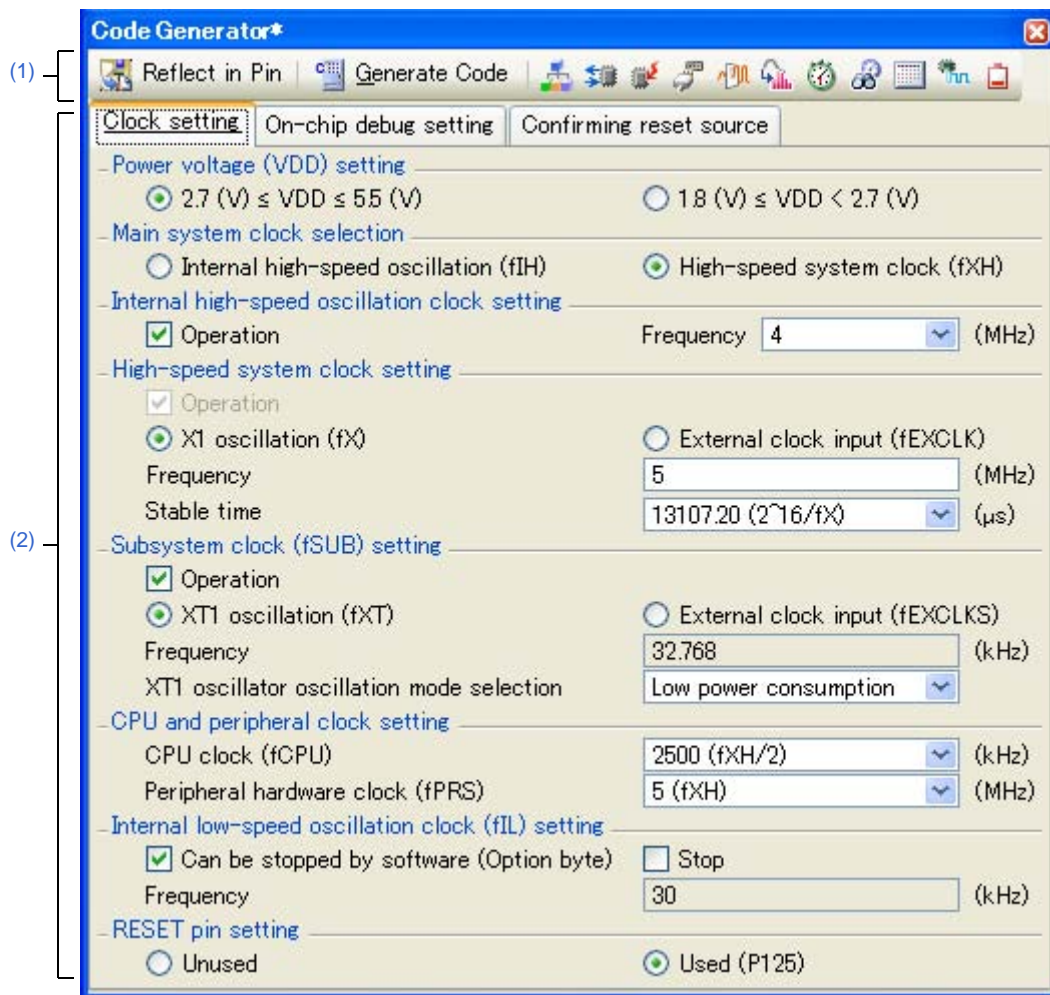 Code Generator*
(1)
Reflect in Pin Generate Code
Clock setting On-chip debug setting Confirming reset source
Power voltage (VDD) setting
2.7 (V) ≤ VDD ≤ 5.5 (V) 1.8 (V) ≤ VDD < 2.7 (V)
Main system clock selection
Internal high-speed oscillation (fIH) High-speed system clock (fXH)
Internal high-speed oscillation clock setting
Operation Frequency 4 (MHz)
High-speed system clock setting
Operation
X1 oscillation (fX) External clock input (fEXCLK)
Frequency 5 (MHz)
Stable time 13107.20 (2^16/fX) (µs)
(2)
Subsystem clock (fSUB) setting
Operation
XT1 oscillation (fXT) External clock input (fEXCLKS)
Frequency 32.768 (kHz)
XT1 oscillator oscillation mode selection Low power consumption
CPU and peripheral clock setting
CPU clock (fCPU) 2500 (fXH/2) (kHz)
Peripheral hardware clock (fPRS) 5 (fXH) (MHz)
Internal low-speed oscillation clock (fIL) setting
Can be stopped by software (Option byte) Stop
Frequency 30 (kHz)
RESET pin setting
Unused Used (P125)